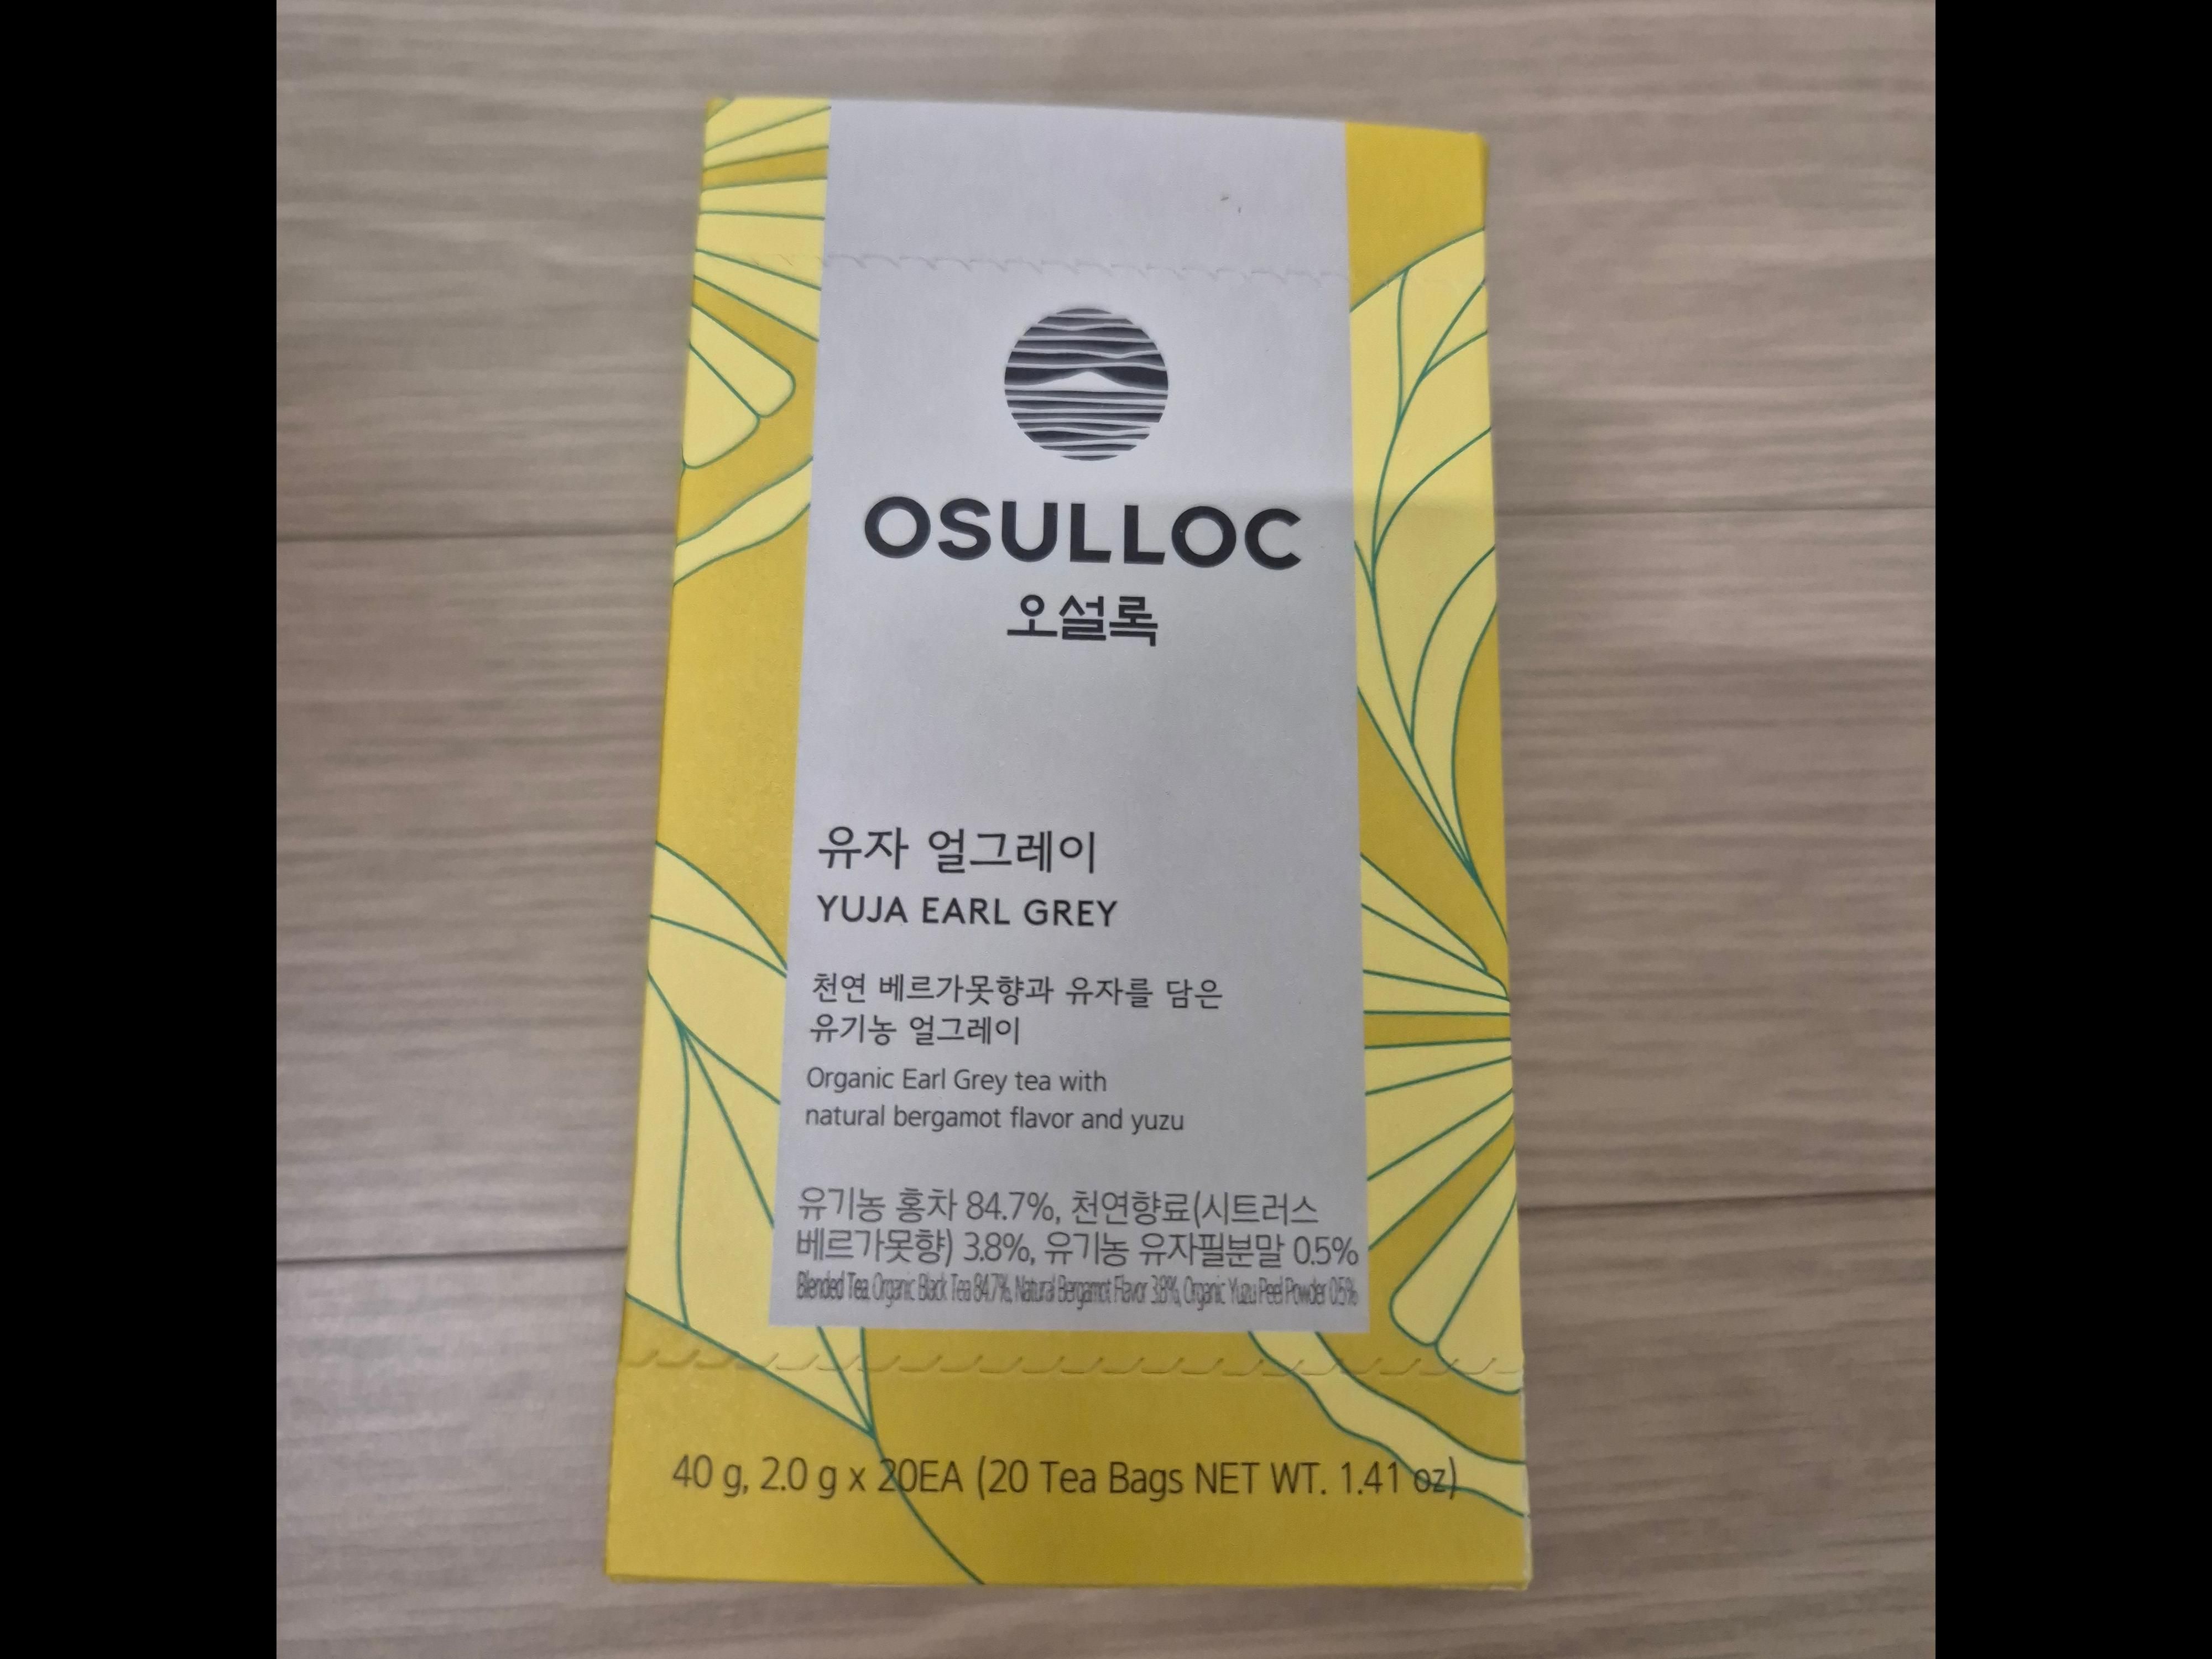 OSULLOC
오설록
유자 얼그레이
YUJA EARL GREY
천연 베르가못향과 유자를 담은
유기농 얼그레이
Organic Earl Grey tea with
natural bergamot flavor and yuzu
유기농 홍차 84.7%, 천연향료(시트러스
베르가못향) 3.8%, 유기농 유자필분말 0.5%
Blended Tea, Organic Black Tea 84.7%, Natural Bergamot Flavor 3.8%, Organic Yuzu Peel Powder 0.5%
40 g, 2.0 g x 20EA (20 Tea Bags NET WT. 1.41 oz)